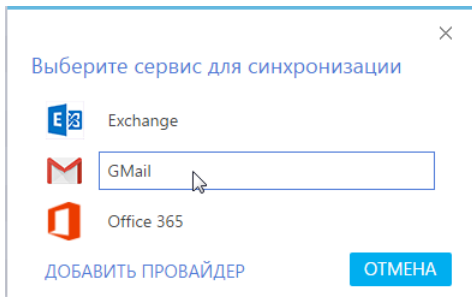 Выберите сервис для синхронизации
Exchange
GMail
Office 365
ДОБАВИТЬ ПРОВАЙДЕР
ОТМЕНА